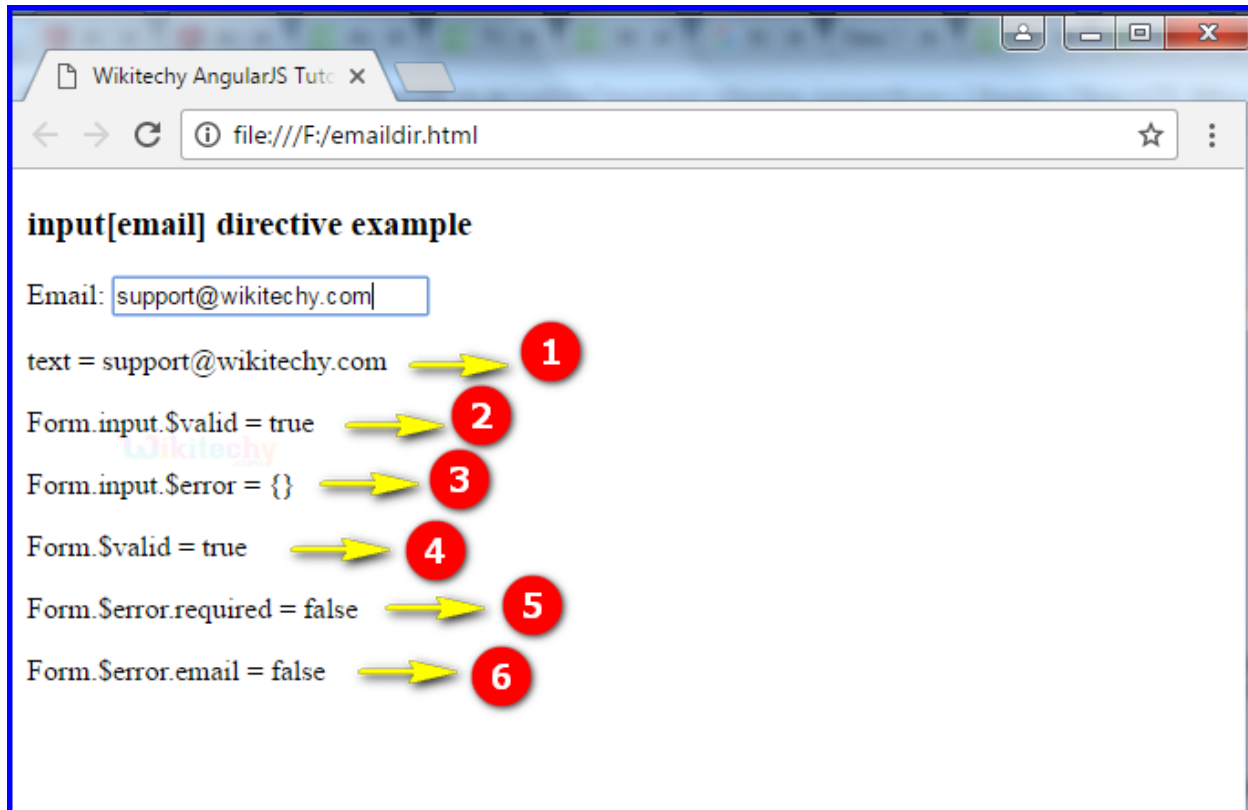 Wikitechy AngularJS Tuto
file:///F:/emaildir.html
input[email] directive example
Email: support@wikitechy.com
text = support@wikitechy.com 1
Form.input.$valid = true 2
Wikitechy
.com
Form.input.$error = {} 3
Form.$valid = true 4
Form.$error.required = false 5
Form.$error.email = false 6